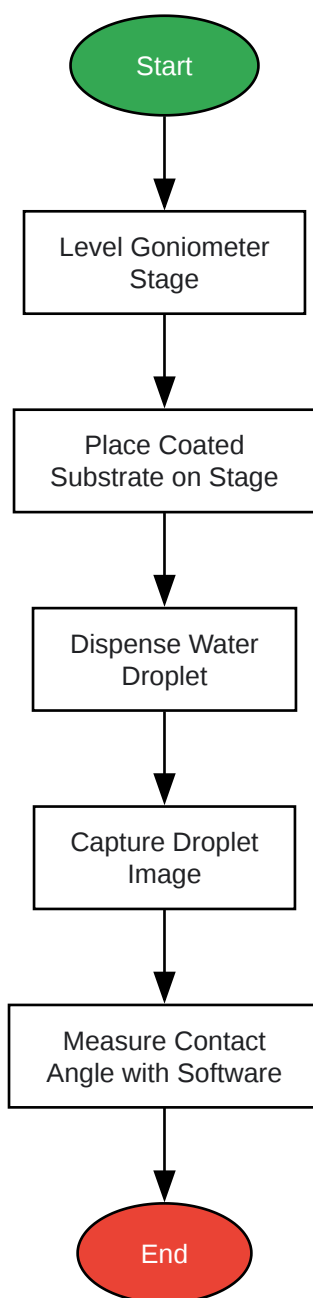 Start
Level Goniometer
Stage
Place Coated
Substrate on Stage
Dispense Water
Droplet
Capture Droplet
Image
Measure Contact
Angle with Software
End